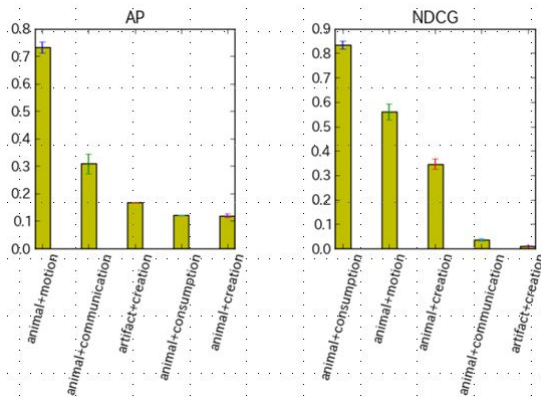 AP
0.8
0.7
0.6
0.5
0.4
0.3
0.2
0.1
0.0
animal+motion
animal+communication
artifact+creation
animal+consumption
animal+creation
NDCG
0.9
0.8
0.7
0.6
0.5
0.4
0.3
0.2
0.1
0.0
animal+consumption
animal+motion
animal+creation
animal+communication
artifact+creation